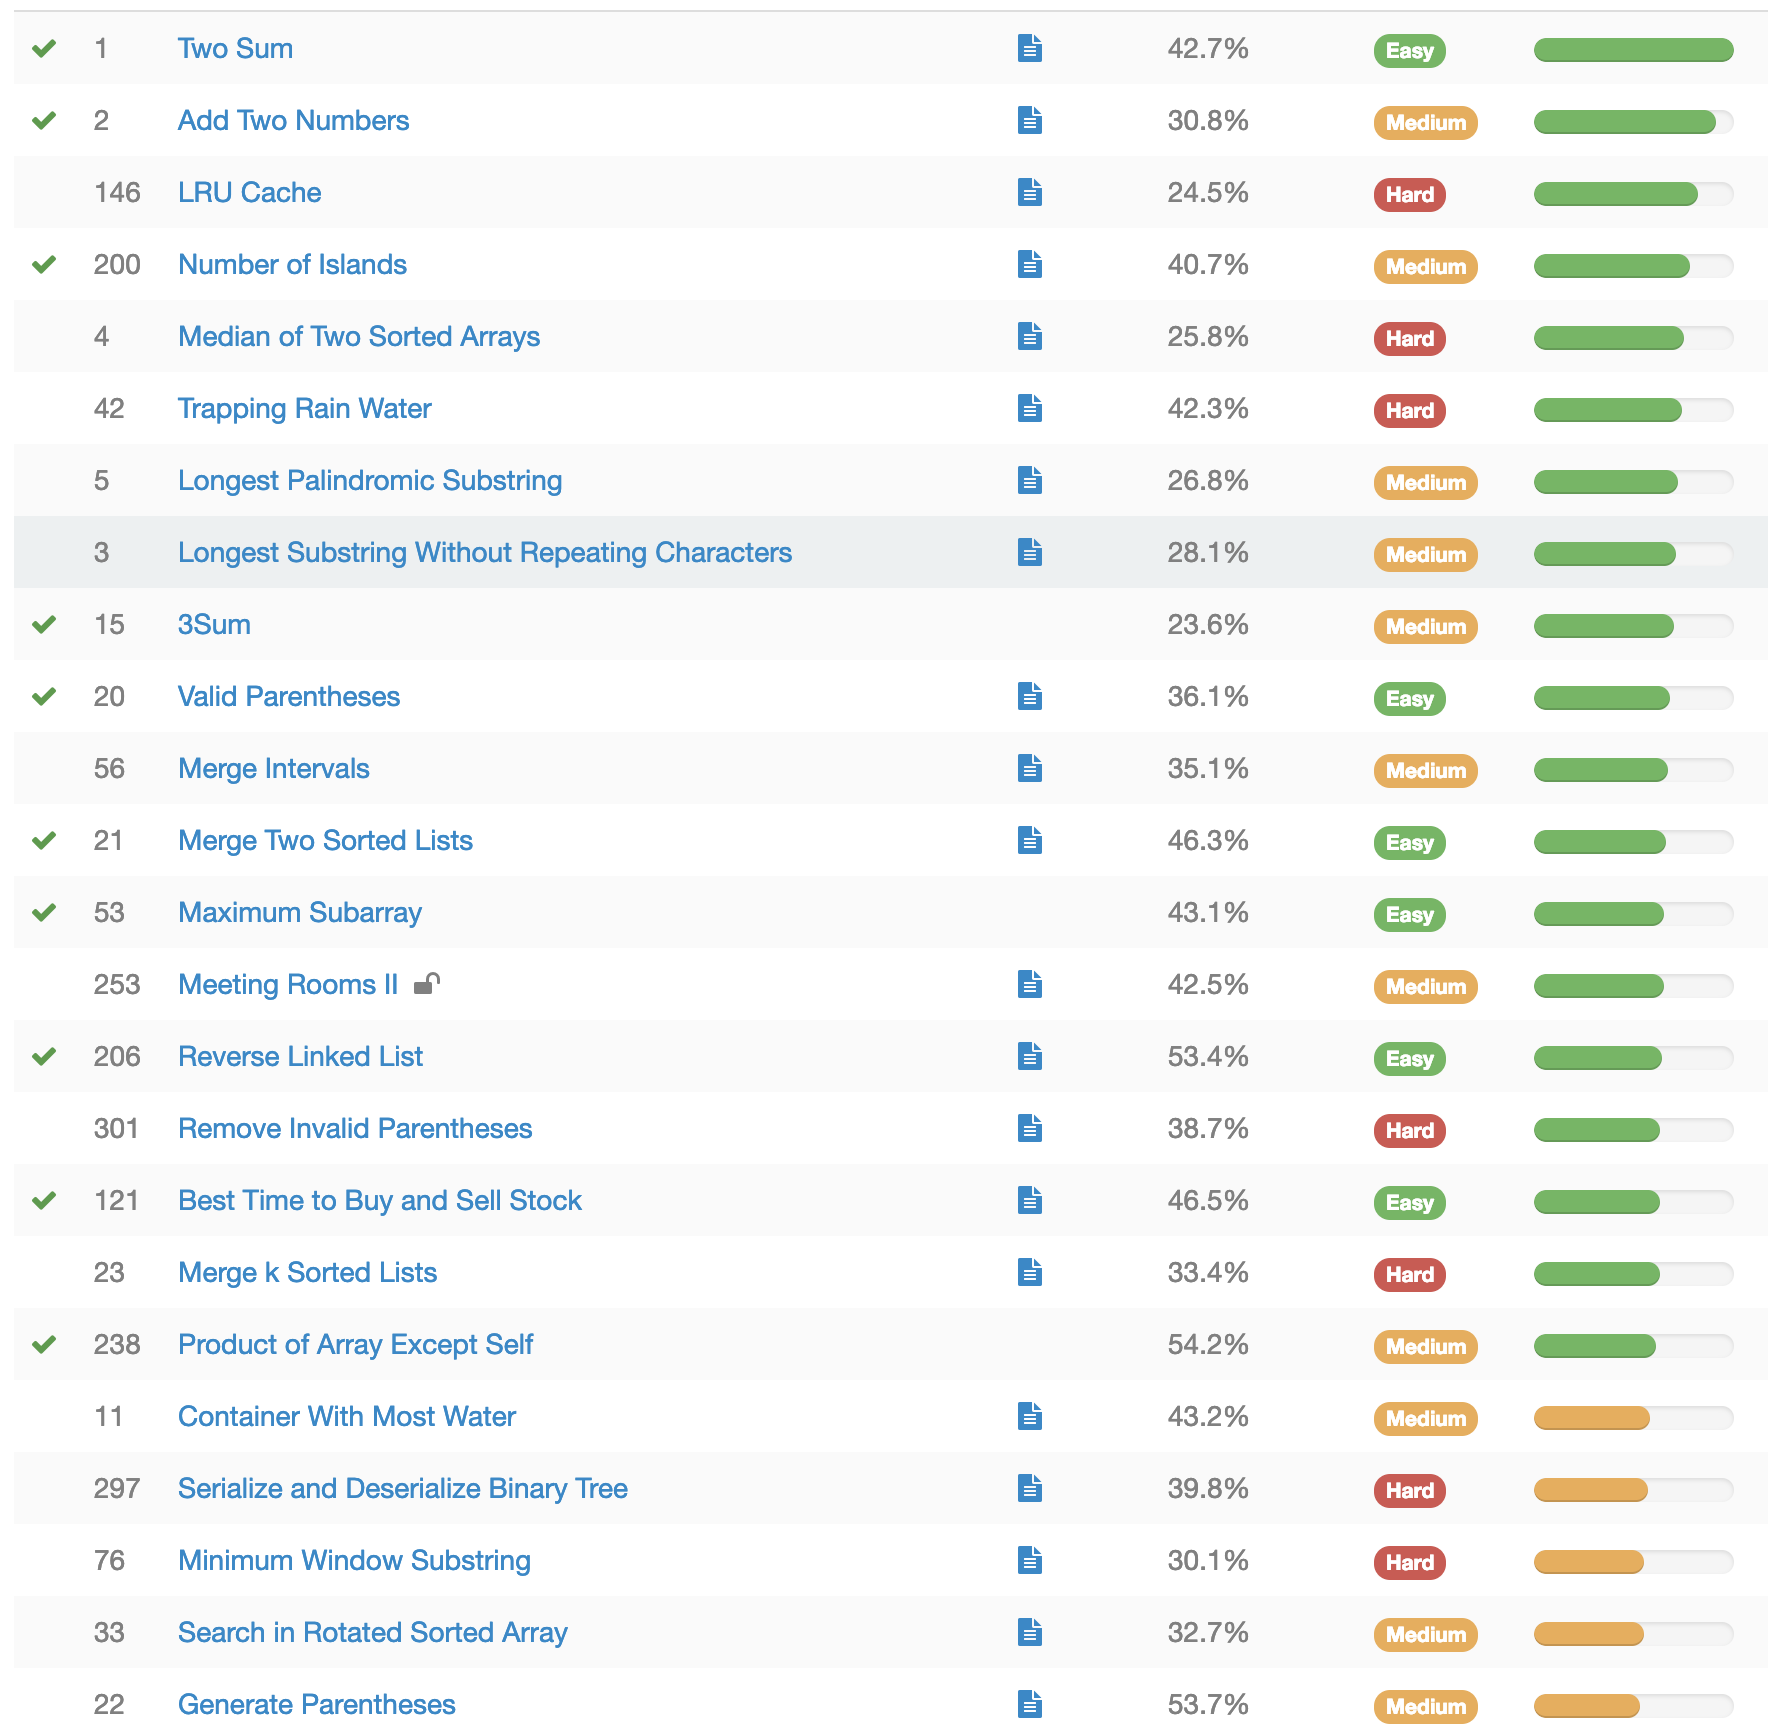 1 Two Sum 42.7% Easy
2 Add Two Numbers 30.8% Medium
146 LRU Cache 24.5% Hard
200 Number of Islands 40.7% Medium
4 Median of Two Sorted Arrays 25.8% Hard
42 Trapping Rain Water 42.3% Hard
5 Longest Palindromic Substring 26.8% Medium
3 Longest Substring Without Repeating Characters 28.1% Medium
15 3Sum 23.6% Medium
20 Valid Parentheses 36.1% Easy
56 Merge Intervals 35.1% Medium
21 Merge Two Sorted Lists 46.3% Easy
53 Maximum Subarray 43.1% Easy
253 Meeting Rooms II 42.5% Medium
206 Reverse Linked List 53.4% Easy
301 Remove Invalid Parentheses 38.7% Hard
121 Best Time to Buy and Sell Stock 46.5% Easy
23 Merge k Sorted Lists 33.4% Hard
238 Product of Array Except Self 54.2% Medium
11 Container With Most Water 43.2% Medium
297 Serialize and Deserialize Binary Tree 39.8% Hard
76 Minimum Window Substring 30.1% Hard
33 Search in Rotated Sorted Array 32.7% Medium
22 Generate Parentheses 53.7% Medium